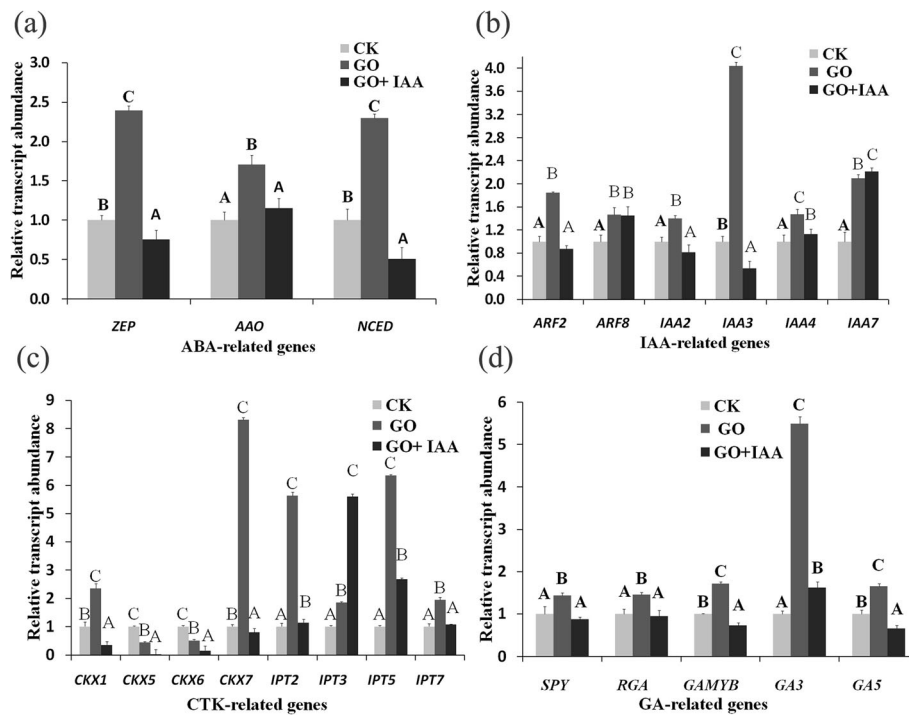 (a)
Relative transcript abundance
3.0
2.5
2.0
1.5
1.0
0.5
0.0
CK
GO
GO+ IAA
B C A
A B A
B C A
ZEP AAO NCED
ABA-related genes
(b)
Relative transcript abundance
4.0
3.6
3.2
2.8
2.4
2.0
1.6
1.2
0.8
0.4
0.0
CK
GO
GO+IAA
A B A
A B B
A B A
B C A
A C B
A B C
ARF2 ARF8 IAA2 IAA3 IAA4 IAA7
IAA-related genes
(c)
Relative transcript abundance
9
8
7
6
5
4
3
2
1
0
CK
GO
GO+ IAA
B C A
C B A
C B A
B C A
A C A
A B C
A C B
A B A
CKX1 CKX5 CKX6 CKX7 IPT2 IPT3 IPT5 IPT7
CTK-related genes
(d)
Relative transcript abundance
6
5
4
3
2
1
0
CK
GO
GO+IAA
A B A
A B A
B C A
A C B
B C A
SPY RGA GAMYB GA3 GA5
GA-related genes